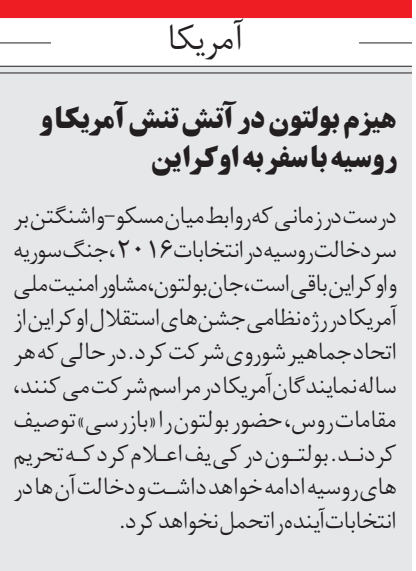 آمریکا
هیزم بولتون در آتش تنش آمریکا و
روسیه با سفر به اوکراین
درست در زمانی که روابط میان مسکو-واشنگتن بر
سر دخالت روسیه در انتخابات ۲۰۱۶، جنگ سوریه
و اوکراین باقی است، جان بولتون، مشاور امنیت ملی
آمریکا در رژه نظامی جشن های استقلال اوکراین از
اتحاد جماهیر شوروی شرکت کرد. در حالی که هر
ساله نمایندگان آمریکا در مراسم شرکت می کنند،
مقامات روس، حضور بولتون را «بازرسی» توصیف
کردند. بولتون در کی یف اعلام کرد که تحریم
های روسیه ادامه خواهد داشت و دخالت آن ها در
انتخابات آینده را تحمل نخواهد کرد.